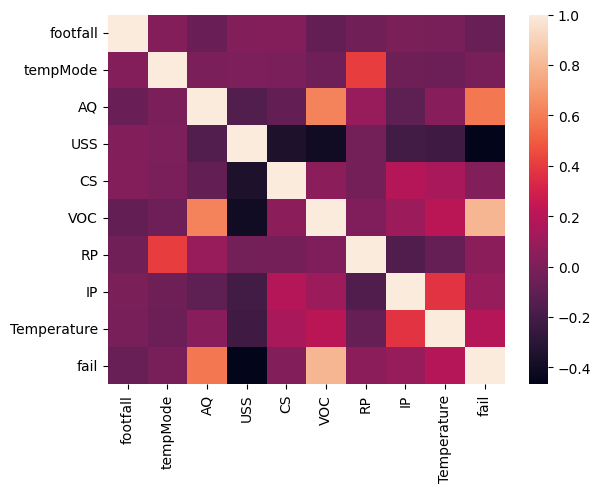 footfall
tempMode
AQ
USS
CS
VOC
RP
IP
Temperature
fail
footfall
tempMode
AQ
USS
CS
VOC
RP
IP
Temperature
fail
1.0
0.8
0.6
0.4
0.2
0.0
−0.2
−0.4